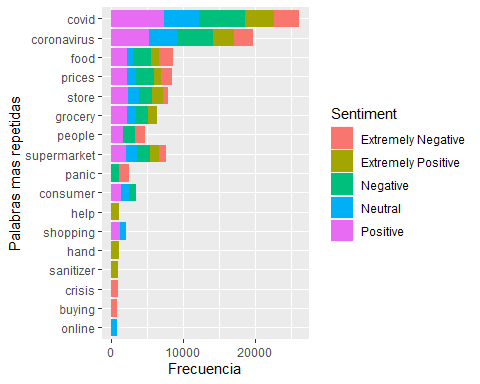 covid
coronavirus
food
prices
store
grocery
people
supermarket
panic
consumer
help
shopping
hand
sanitizer
crisis
buying
online
Palabras mas repetidas
0 10000 20000
Frecuencia
Sentiment
Extremely Negative
Extremely Positive
Negative
Neutral
Positive